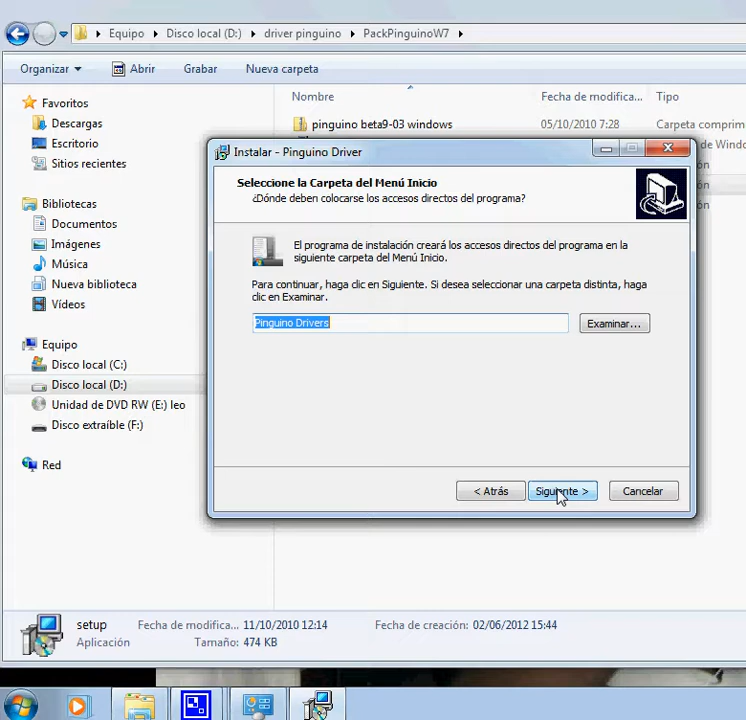 Equipo
Disco local (D:)
driver pinguino
PackPinguinoW7
Organizar
Abrir
Grabar
Nueva carpeta
Favoritos
Descargas
Escritorio
Sitios recientes
Bibliotecas
Documentos
Imágenes
Música
Nueva biblioteca
Vídeos
Equipo
Disco local (C:)
Disco local (D:)
Unidad de DVD RW (E:) leo
Disco extraíble (F:)
Red
Nombre
Fecha de modifica...
Tipo
pinguino beta9-03 windows
05/10/2010 7:28
Carpeta comprim
de Windo
ón
ón
ón
Instalar - Pinguino Driver
Seleccione la Carpeta del Menú Inicio
¿Dónde deben colocarse los accesos directos del programa?
El programa de instalación creará los accesos directos del programa en la
siguiente carpeta del Menú Inicio.
Para continuar, haga clic en Siguiente. Si desea seleccionar una carpeta distinta, haga
clic en Examinar.
Pinguino Drivers
Examinar...
< Atrás
Siguiente >
Cancelar
setup
Fecha de modifica... 11/10/2010 12:14
Fecha de creación: 02/06/2012 15:44
Aplicación
Tamaño: 474 KB